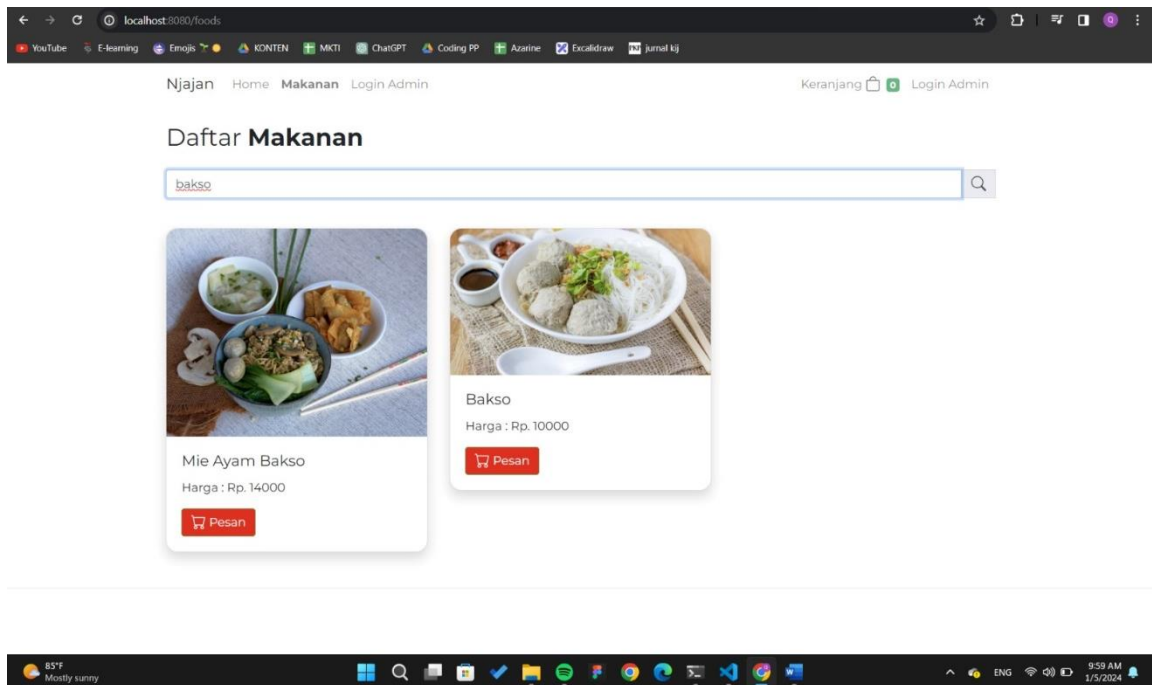 localhost:8080/foods
YouTube E-learning Emojis KONTEN MKTI ChatGPT Coding PP Azarine Excalidraw jurnal kij
Njajan Home Makanan Login Admin Keranjang 0 Login Admin
Daftar Makanan
bakso
Mie Ayam Bakso
Harga : Rp. 14000
Pesan
Bakso
Harga : Rp. 10000
Pesan
85°F
Mostly sunny
ENG
9:59 AM
1/5/2024